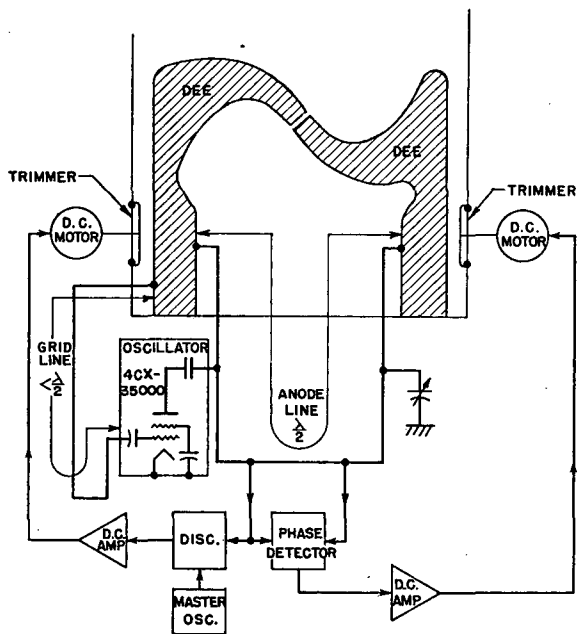 DEE
DEE
TRIMMER
TRIMMER
D.C.
MOTOR
D.C.
MOTOR
GRID
LINE
<λ/2
OSCILLATOR
4CX-
35000
ANODE
LINE
λ/2
D.C.
AMP
DISC.
PHASE
DETECTOR
MASTER
OSC.
D.C.
AMP